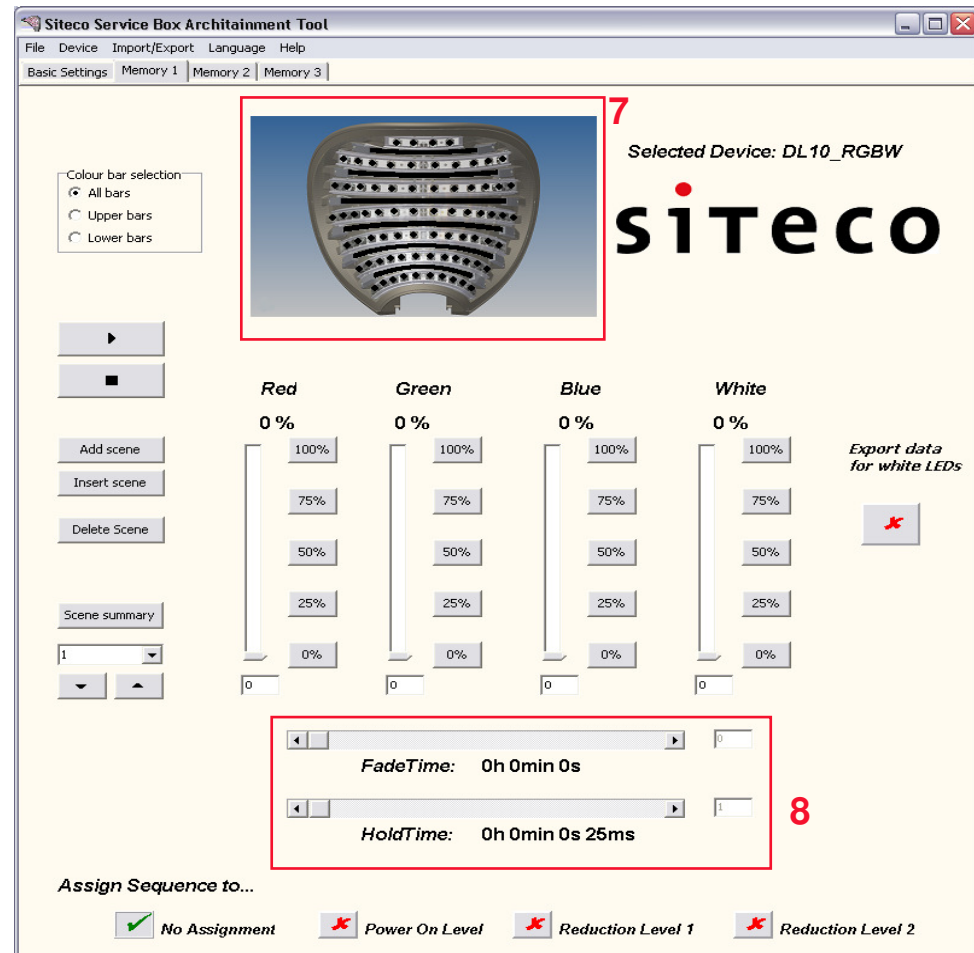 Siteco Service Box Architainment Tool
File Device Import/Export Language Help
Basic Settings Memory 1 Memory 2 Memory 3
7
Selected Device: DL10_RGBW
siteco
Colour bar selection
All bars
Upper bars
Lower bars
Red Green Blue White
0 % 0 % 0 % 0 %
Add scene 100% 100% 100% 100% Export data
for white LEDs
Insert scene
75% 75% 75% 75%
Delete Scene
50% 50% 50% 50%
25% 25% 25% 25%
Scene summary
1 0% 0% 0% 0%
0 0 0 0
0
FadeTime: 0h 0min 0s
1
8
HoldTime: 0h 0min 0s 25ms
Assign Sequence to...
No Assignment Power On Level Reduction Level 1 Reduction Level 2